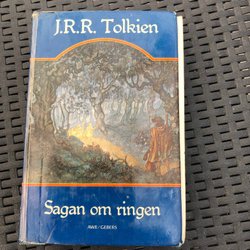 J.R.R. Tolkien
Sagan om ringen
AWE/GEBERS